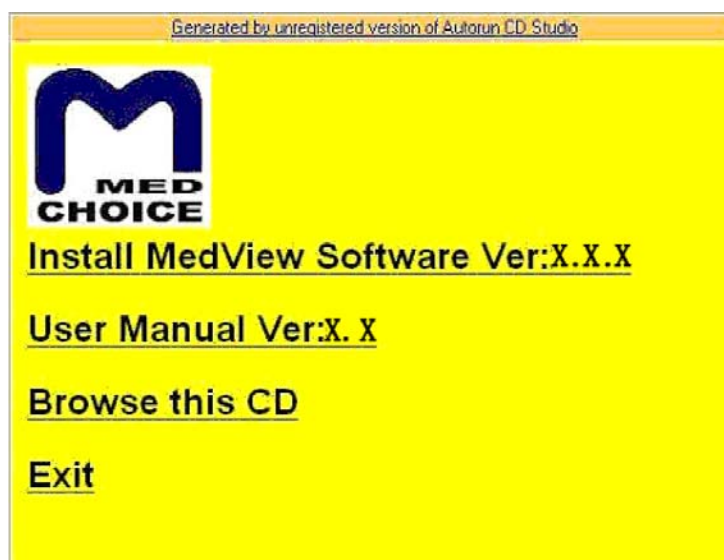 Generated by unregistered version of Autorun CD Studio
MED
CHOICE
Install MedView Software Ver:X.X.X
User Manual Ver:X. X
Browse this CD
Exit